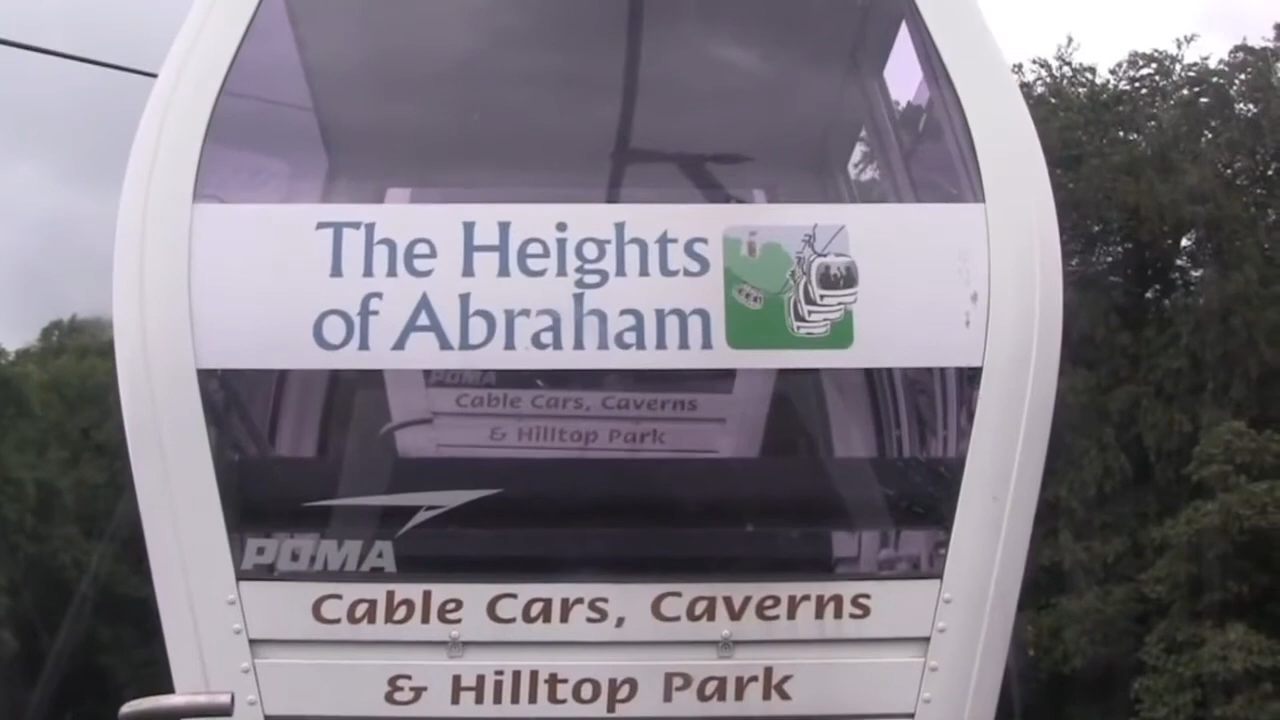 The Heights
of Abraham
POMA
Cable Cars, Caverns
& Hilltop Park
POMA
Cable Cars, Caverns
& Hilltop Park